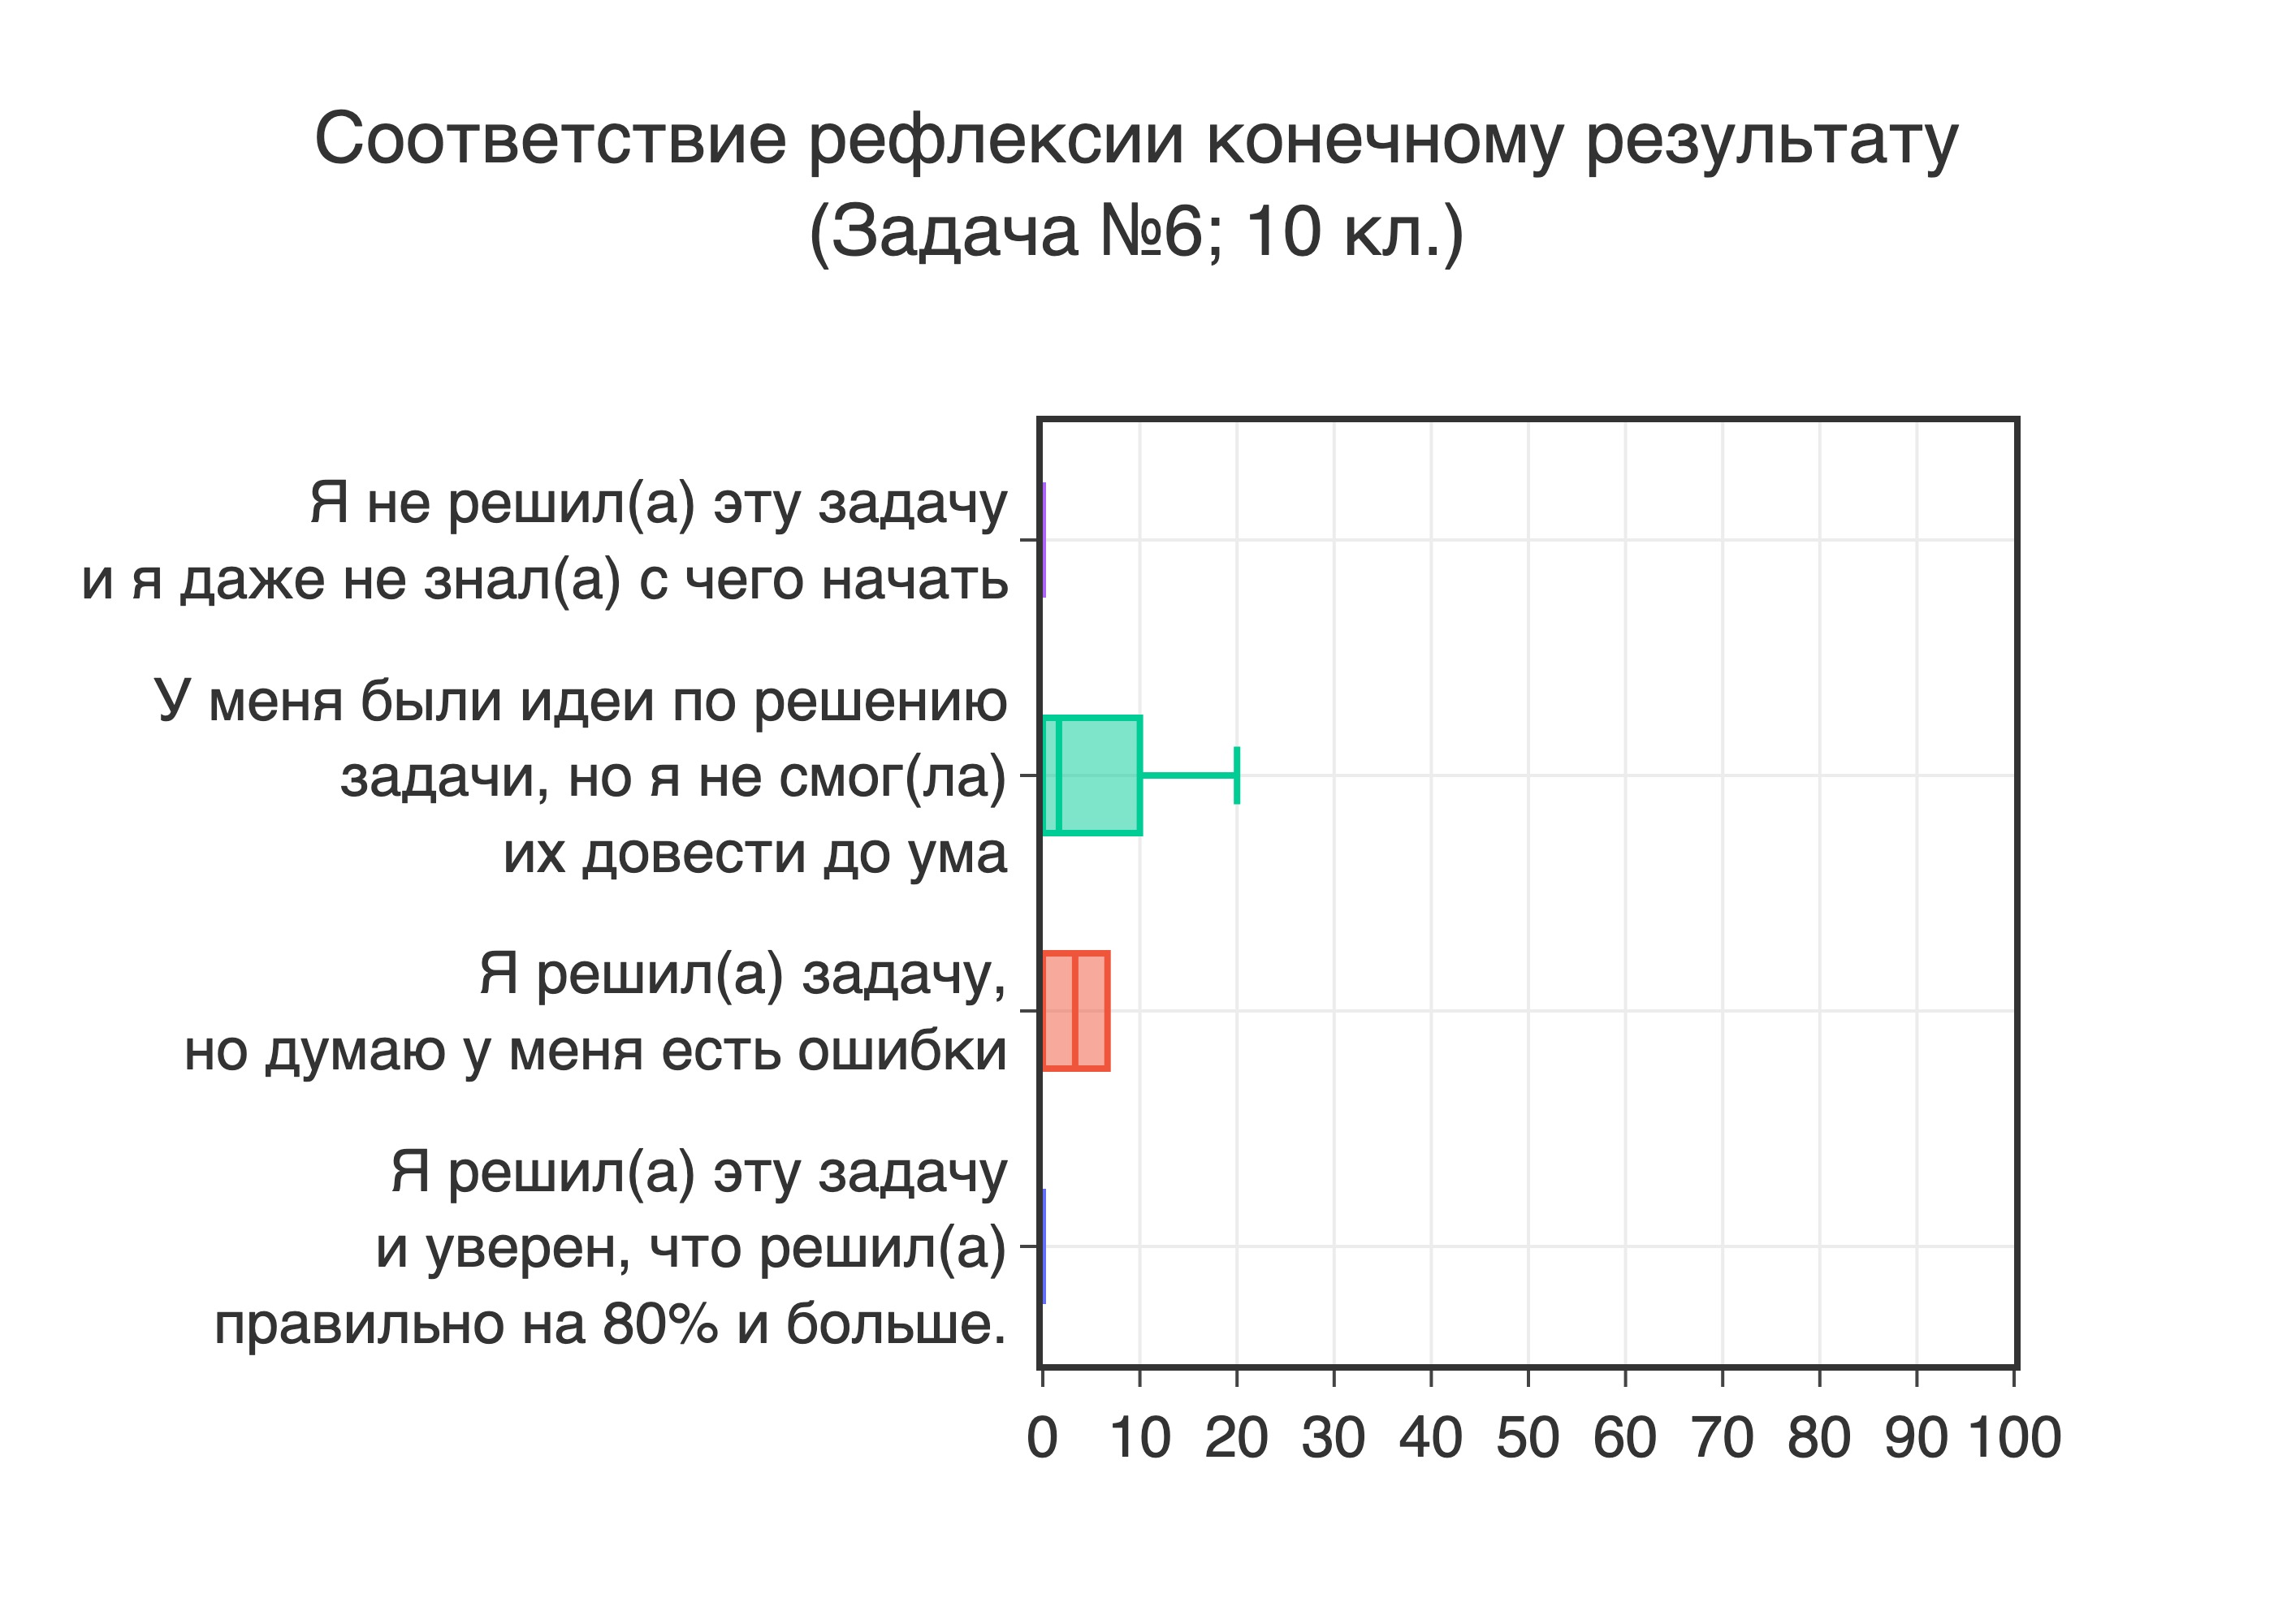 Соответствие рефлексии конечному результату
(Задача №6; 10 кл.)
Я не решил(а) эту задачу
и я даже не знал(а) с чего начать
У меня были идеи по решению
задачи, но я не смог(ла)
их довести до ума
Я решил(а) задачу,
но думаю у меня есть ошибки
Я решил(а) эту задачу
и уверен, что решил(а)
правильно на 80% и больше.
0 10 20 30 40 50 60 70 80 90 100